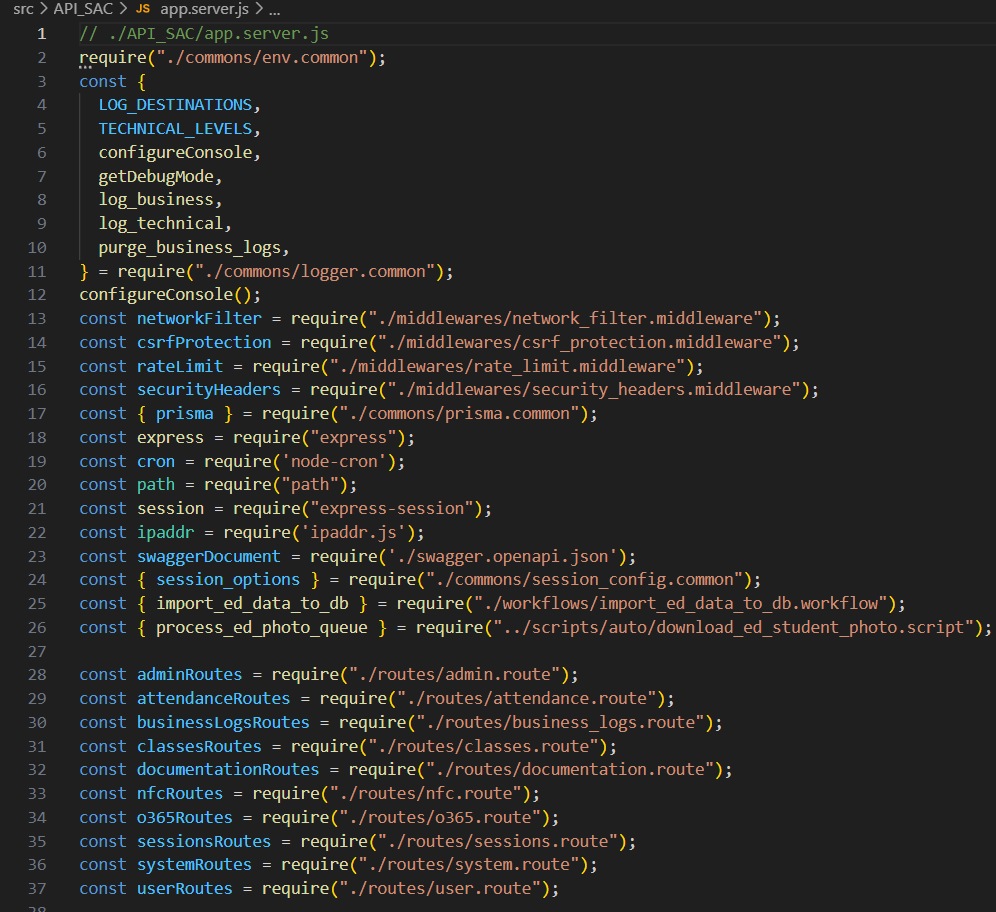 src > API_SAC > JS app.server.js > ...
1 // ./API_SAC/app.server.js
2 require("./commons/env.common");
3 const {
4   LOG_DESTINATIONS,
5   TECHNICAL_LEVELS,
6   configureConsole,
7   getDebugMode,
8   log_business,
9   log_technical,
10   purge_business_logs,
11 } = require("./commons/logger.common");
12 configureConsole();
13 const networkFilter = require("./middlewares/network_filter.middleware");
14 const csrfProtection = require("./middlewares/csrf_protection.middleware");
15 const rateLimit = require("./middlewares/rate_limit.middleware");
16 const securityHeaders = require("./middlewares/security_headers.middleware");
17 const { prisma } = require("./commons/prisma.common");
18 const express = require("express");
19 const cron = require('node-cron');
20 const path = require("path");
21 const session = require("express-session");
22 const ipaddr = require('ipaddr.js');
23 const swaggerDocument = require('./swagger.openapi.json');
24 const { session_options } = require("./commons/session_config.common");
25 const { import_ed_data_to_db } = require("./workflows/import_ed_data_to_db.workflow");
26 const { process_ed_photo_queue } = require("../scripts/auto/download_ed_student_photo.script");
27
28 const adminRoutes = require("./routes/admin.route");
29 const attendanceRoutes = require("./routes/attendance.route");
30 const businessLogsRoutes = require("./routes/business_logs.route");
31 const classesRoutes = require("./routes/classes.route");
32 const documentationRoutes = require("./routes/documentation.route");
33 const nfcRoutes = require("./routes/nfc.route");
34 const o365Routes = require("./routes/o365.route");
35 const sessionsRoutes = require("./routes/sessions.route");
36 const systemRoutes = require("./routes/system.route");
37 const userRoutes = require("./routes/user.route");
38